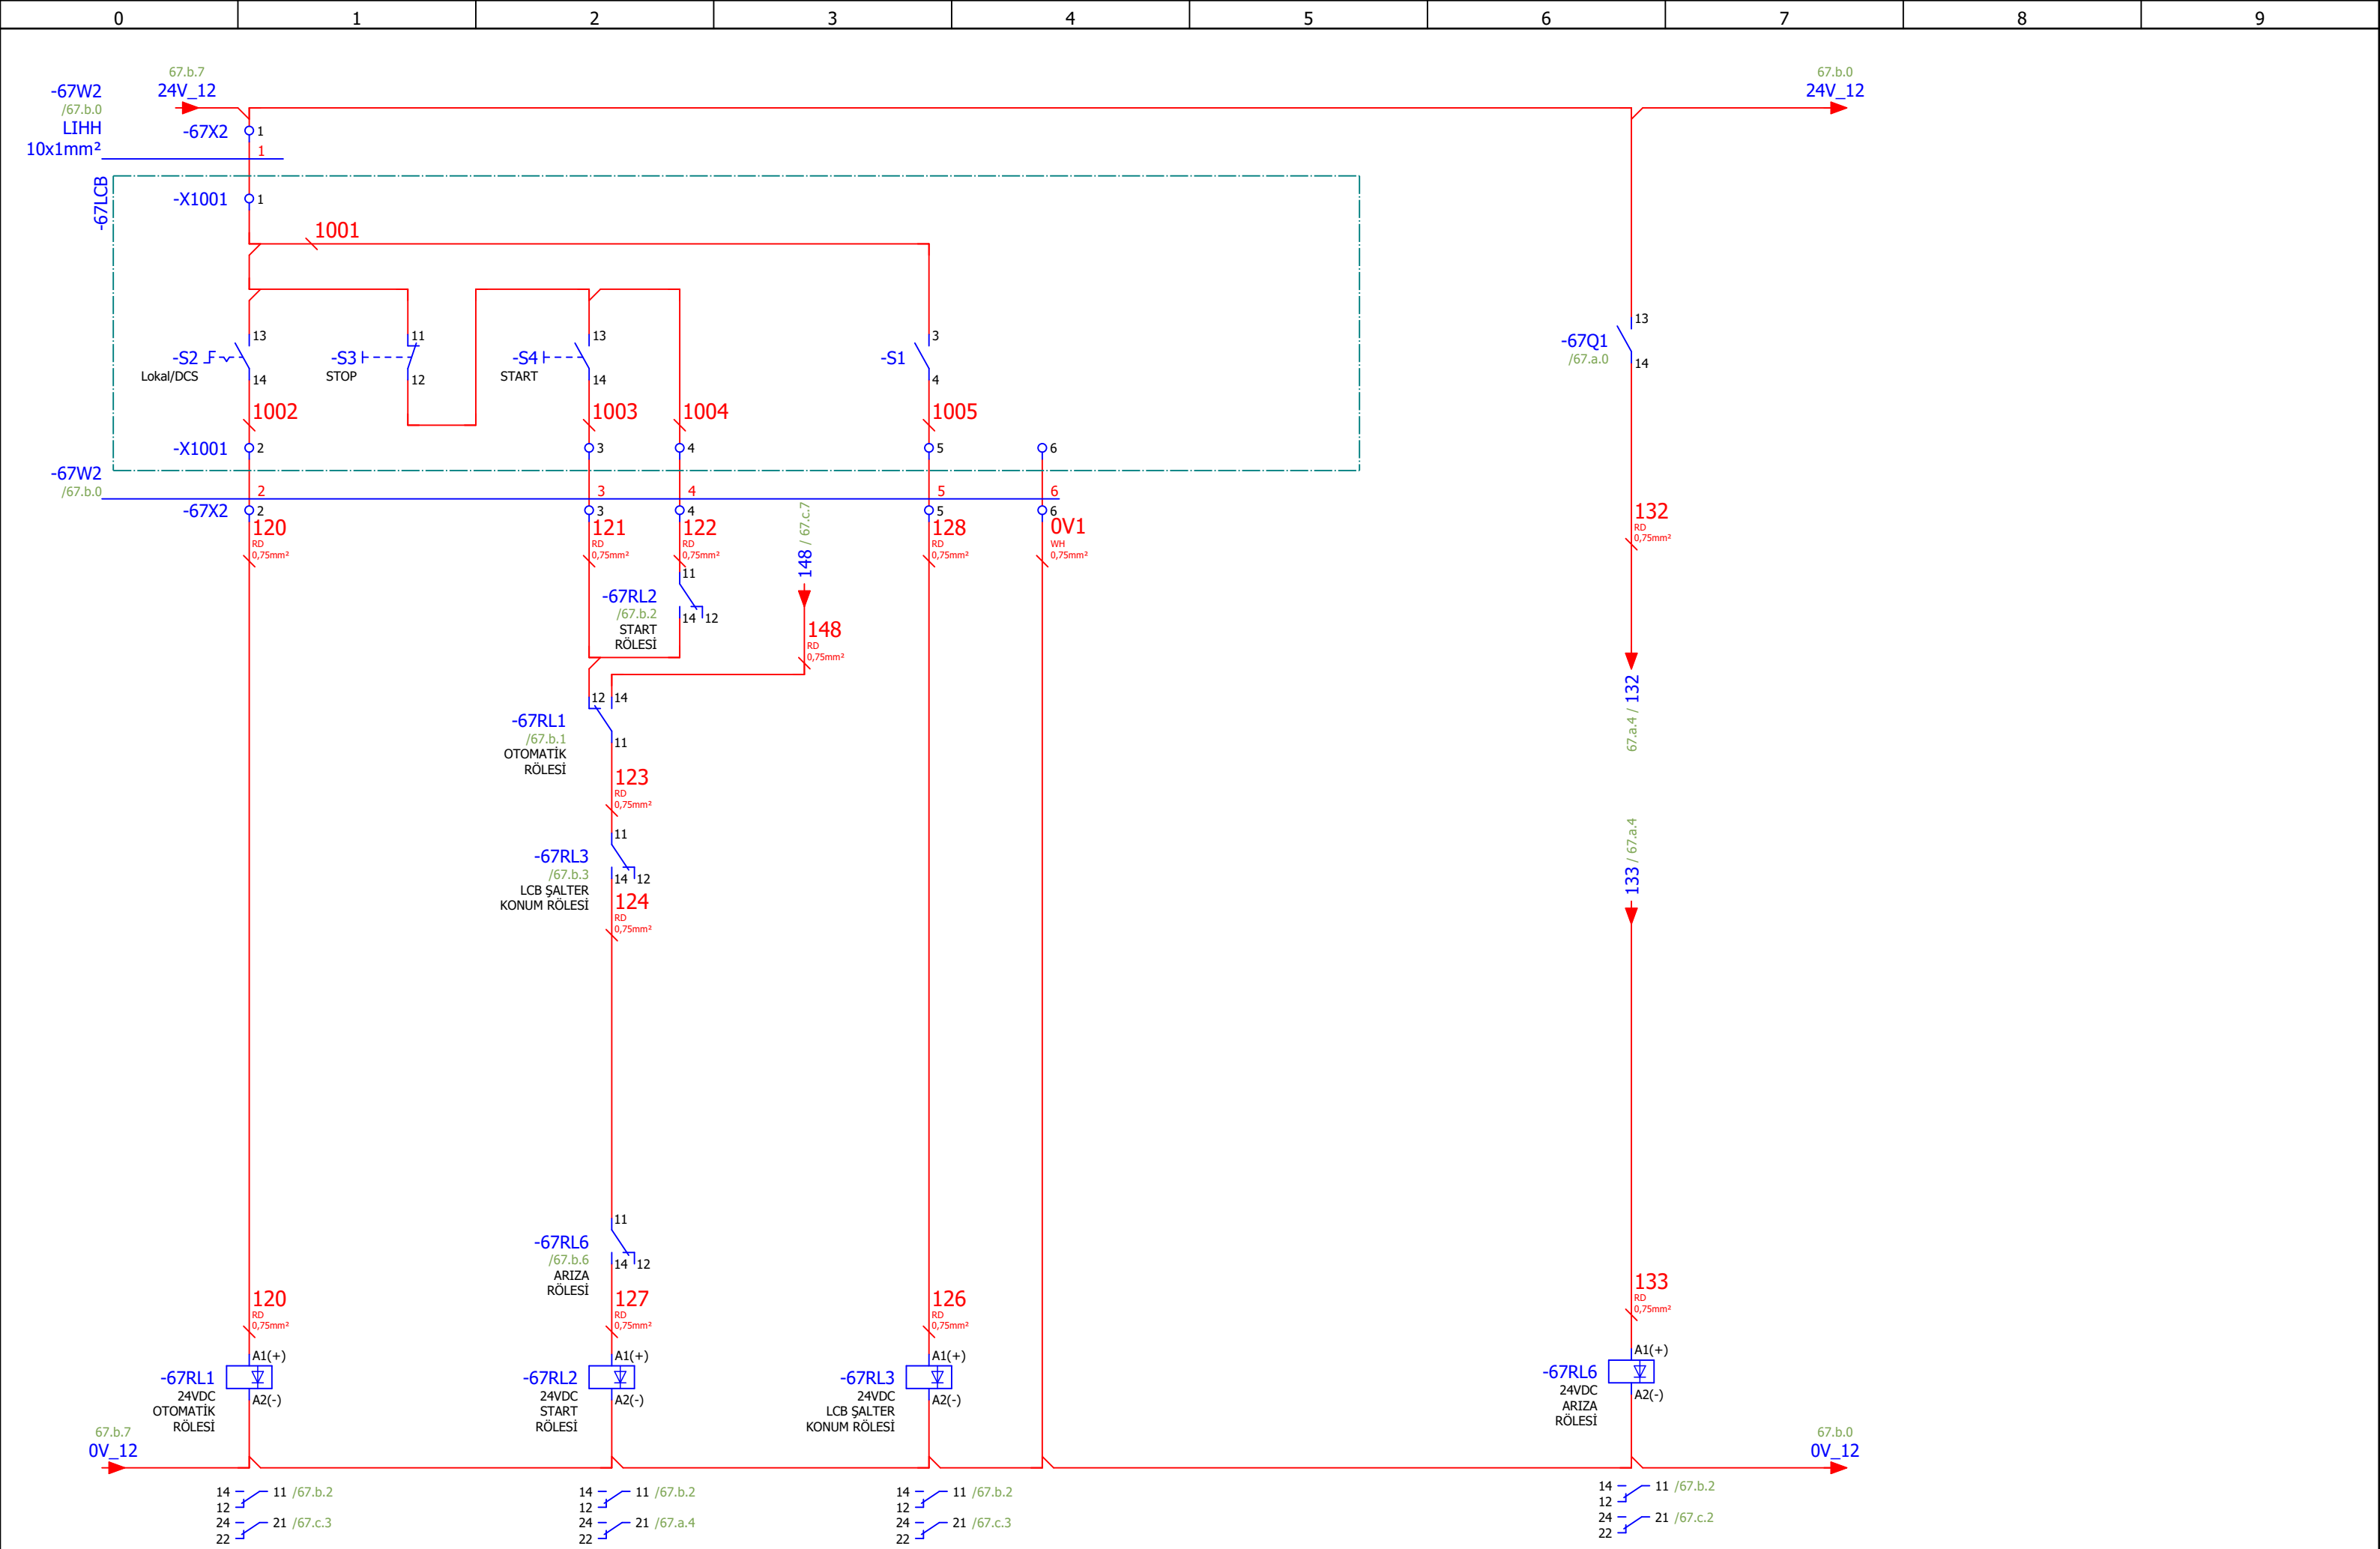 0 1 2 3 4 5 6 7 8 9
67.b.7
24V_12
67.b.0
24V_12
-67W2
/67.b.0
LIHH
10x1mm²
-67X2 1
1
-67LCB
-X1001 1
1001
-S2 13
Lokal/DCS 14
-S3 11
STOP 12
-S4 13
START 14
-S1 3
4
-67Q1 13
/67.a.0 14
1002 1003 1004 1005
-X1001 2 3 4 5 6
-67W2
/67.b.0 2 3 4 5 6
-67X2 2 3 4 5 6
120
RD
0,75mm²
121
RD
0,75mm²
122
RD
0,75mm²
148 / 67.c.7
128
RD
0,75mm²
0V1
WH
0,75mm²
132
RD
0,75mm²
11
-67RL2
/67.b.2 14 12
START
RÖLESİ
148
RD
0,75mm²
67.a.4 / 132
12 14
-67RL1
/67.b.1 11
OTOMATİK
RÖLESİ
123
RD
0,75mm²
11
-67RL3
/67.b.3 14 12
LCB ŞALTER
KONUM RÖLESİ
124
RD
0,75mm²
133 / 67.a.4
11
-67RL6
/67.b.6 14 12
ARIZA
RÖLESİ
120
RD
0,75mm²
127
RD
0,75mm²
126
RD
0,75mm²
133
RD
0,75mm²
A1(+)
-67RL1
24VDC A2(-)
OTOMATİK
RÖLESİ
A1(+)
-67RL2
24VDC A2(-)
START
RÖLESİ
A1(+)
-67RL3
24VDC A2(-)
LCB ŞALTER
KONUM RÖLESİ
A1(+)
-67RL6
24VDC A2(-)
ARIZA
RÖLESİ
67.b.7
0V_12
67.b.0
0V_12
14 11 /67.b.2
12
24 21 /67.c.3
22
14 11 /67.b.2
12
24 21 /67.a.4
22
14 11 /67.b.2
12
24 21 /67.c.3
22
14 11 /67.b.2
12
24 21 /67.c.2
22